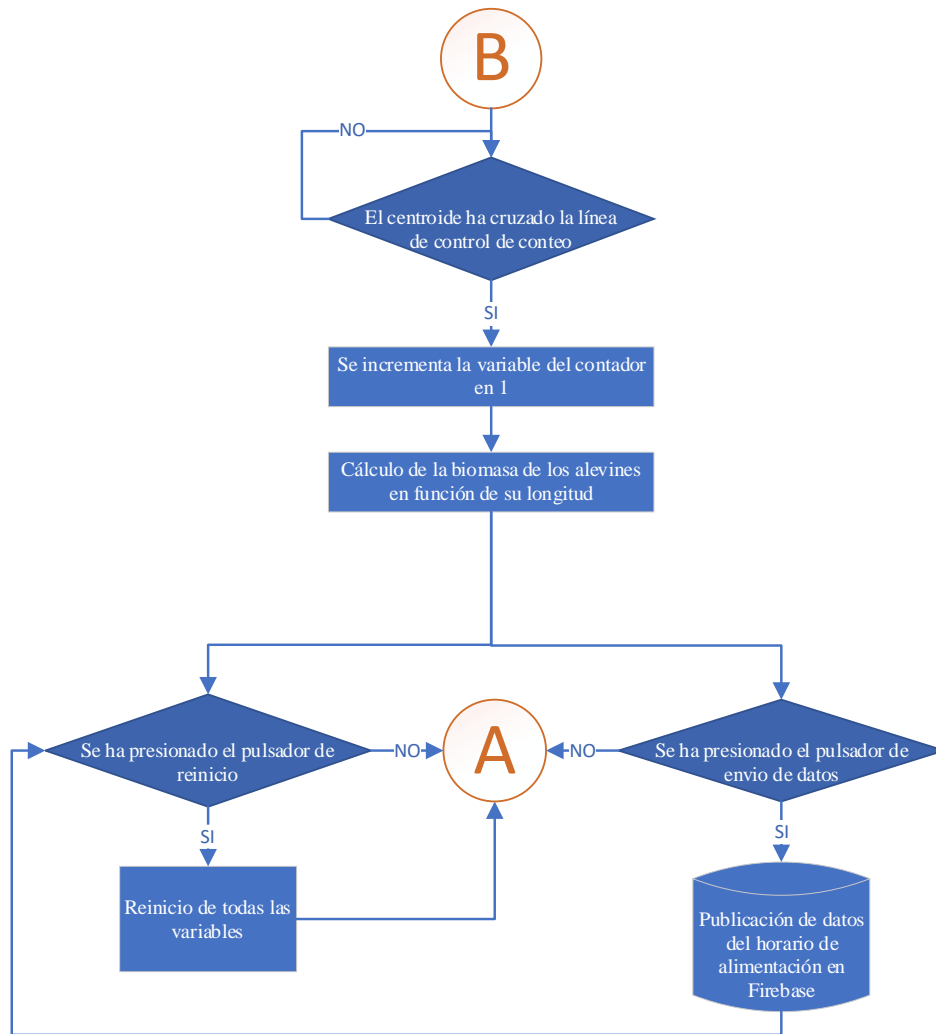 B
NO
El centroide ha cruzado la línea
de control de conteo
SI
Se incrementa la variable del contador
en 1
Cálculo de la biomasa de los alevines
en función de su longitud
Se ha presionado el pulsador de
reinicio
NO
A
NO
Se ha presionado el pulsador de
envio de datos
SI
SI
Reinicio de todas las
variables
Publicación de datos
del horario de
alimentación en
Firebase